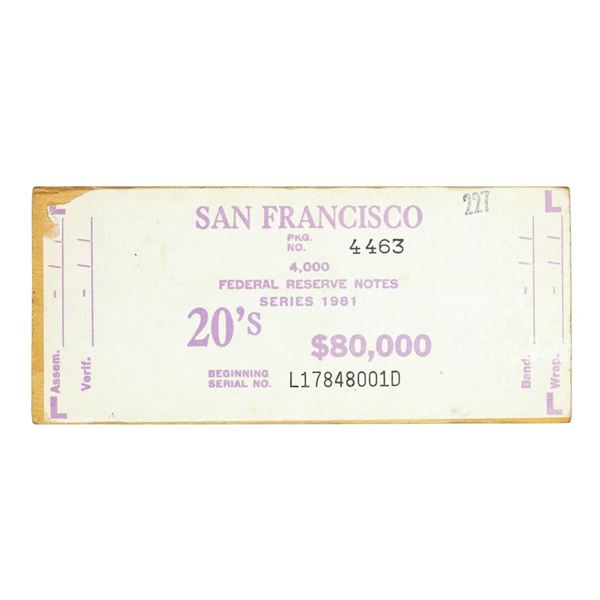 227
SAN FRANCISCO
PKG.
NO. 4463
4,000
FEDERAL RESERVE NOTES
SERIES 1981
20's
$80,000
BEGINNING
SERIAL NO. L17848001D
Assem.
Verif.
Band.
Wrap.